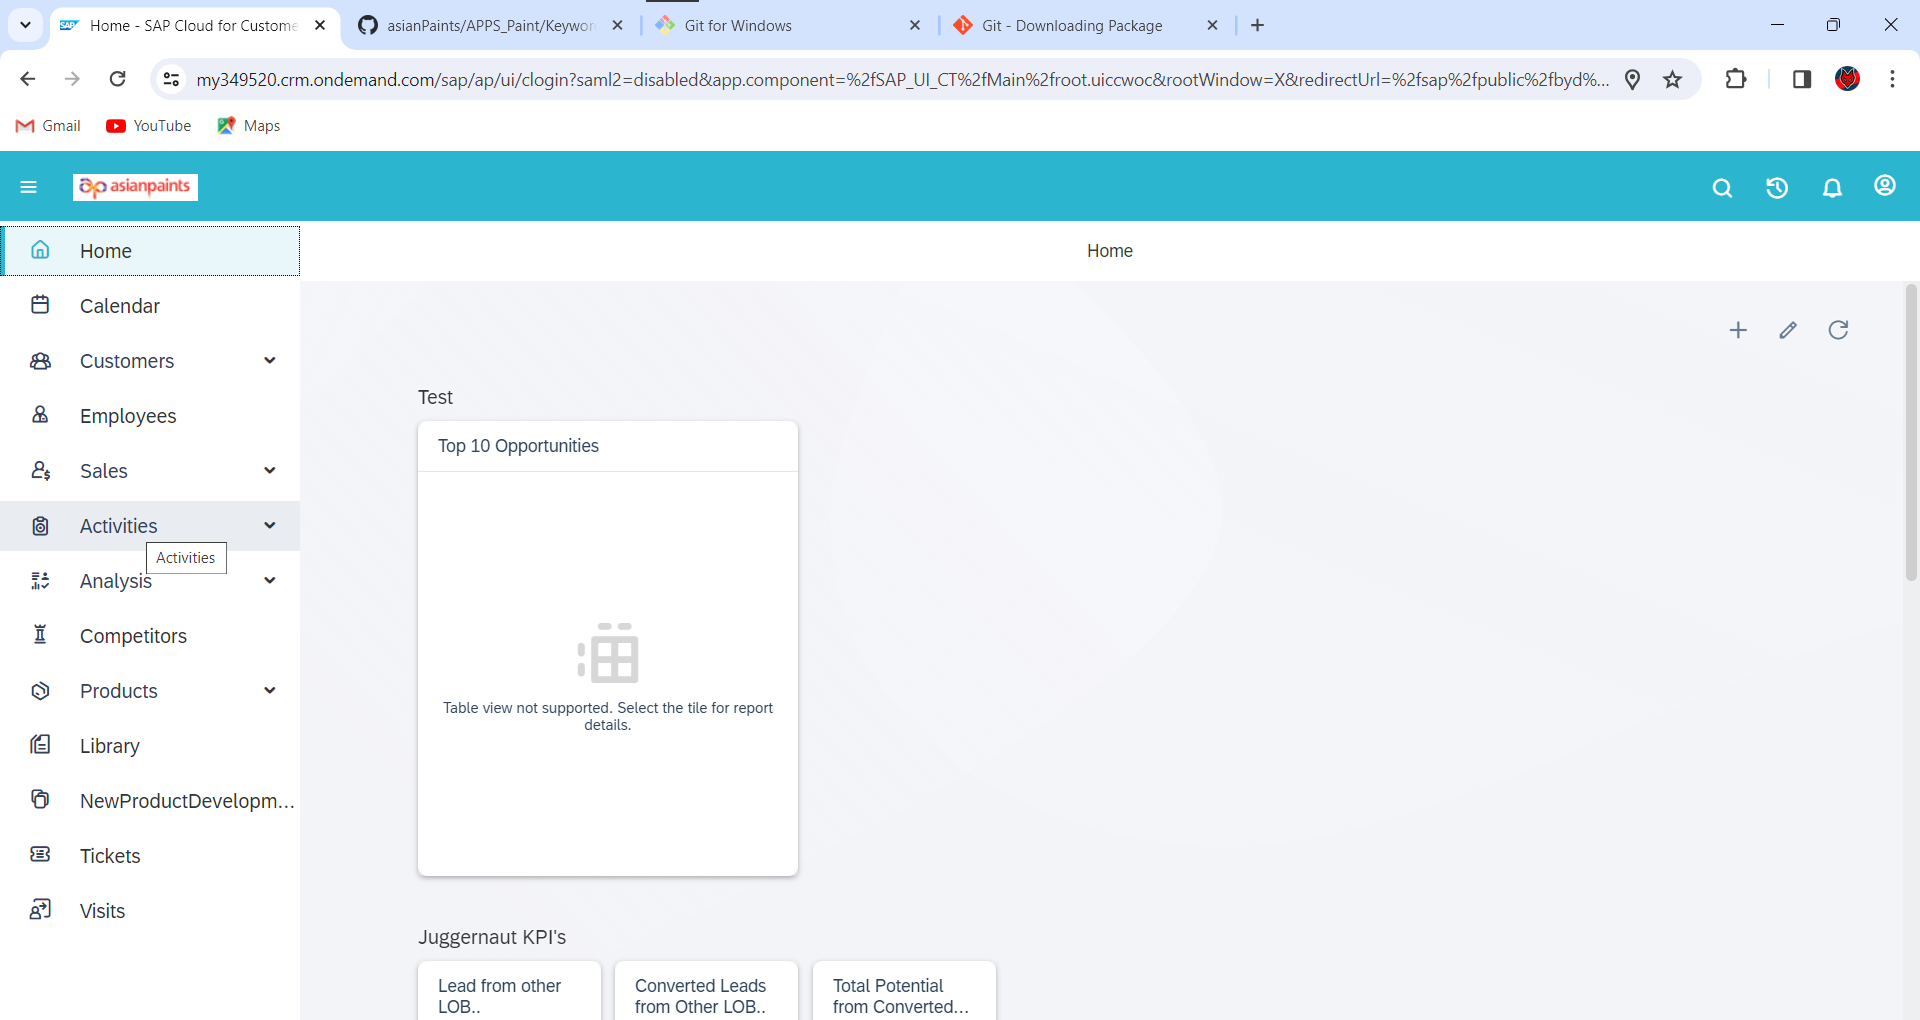 Home - SAP Cloud for Custome
asianPaints/APPS_Paint/Keywor
Git for Windows
Git - Downloading Package
my349520.crm.ondemand.com/sap/ap/ui/clogin?saml2=disabled&app.component=%2fSAP_UI_CT%2fMain%2froot.uiccwoc&rootWindow=X&redirectUrl=%2fsap%2fpublic%2fbyd%...
Gmail
YouTube
Maps
asianpaints
Home
Home
Calendar
Customers
Employees
Sales
Activities
Activities
Analysis
Competitors
Products
Library
NewProductDevelopm...
Tickets
Visits
Test
Top 10 Opportunities
Table view not supported. Select the tile for report
details.
Juggernaut KPI's
Lead from other
LOB..
Converted Leads
from Other LOB..
Total Potential
from Converted...